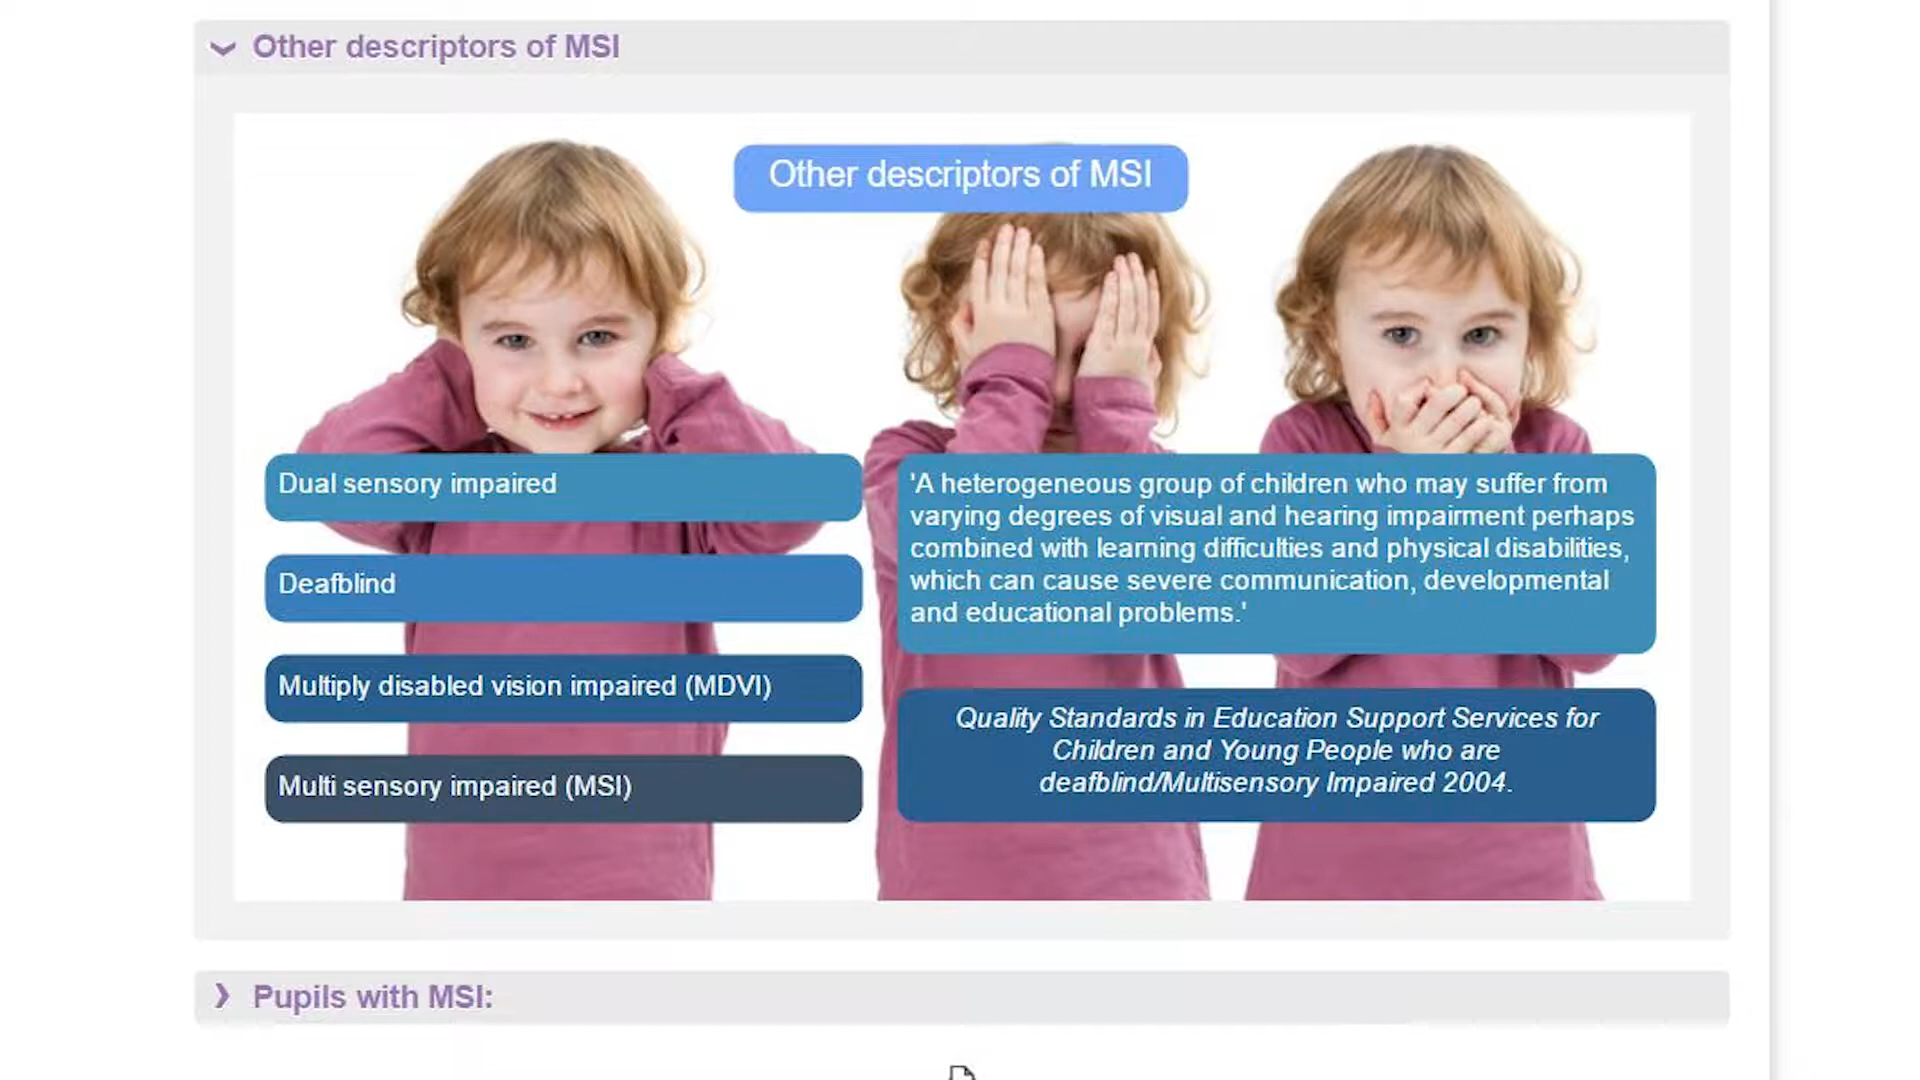 Other descriptors of MSI
Other descriptors of MSI
Dual sensory impaired
Deafblind
Multiply disabled vision impaired (MDVI)
Multi sensory impaired (MSI)
'A heterogeneous group of children who may suffer from
varying degrees of visual and hearing impairment perhaps
combined with learning difficulties and physical disabilities,
which can cause severe communication, developmental
and educational problems.'
Quality Standards in Education Support Services for
Children and Young People who are
deafblind/Multisensory Impaired 2004.
Pupils with MSI: